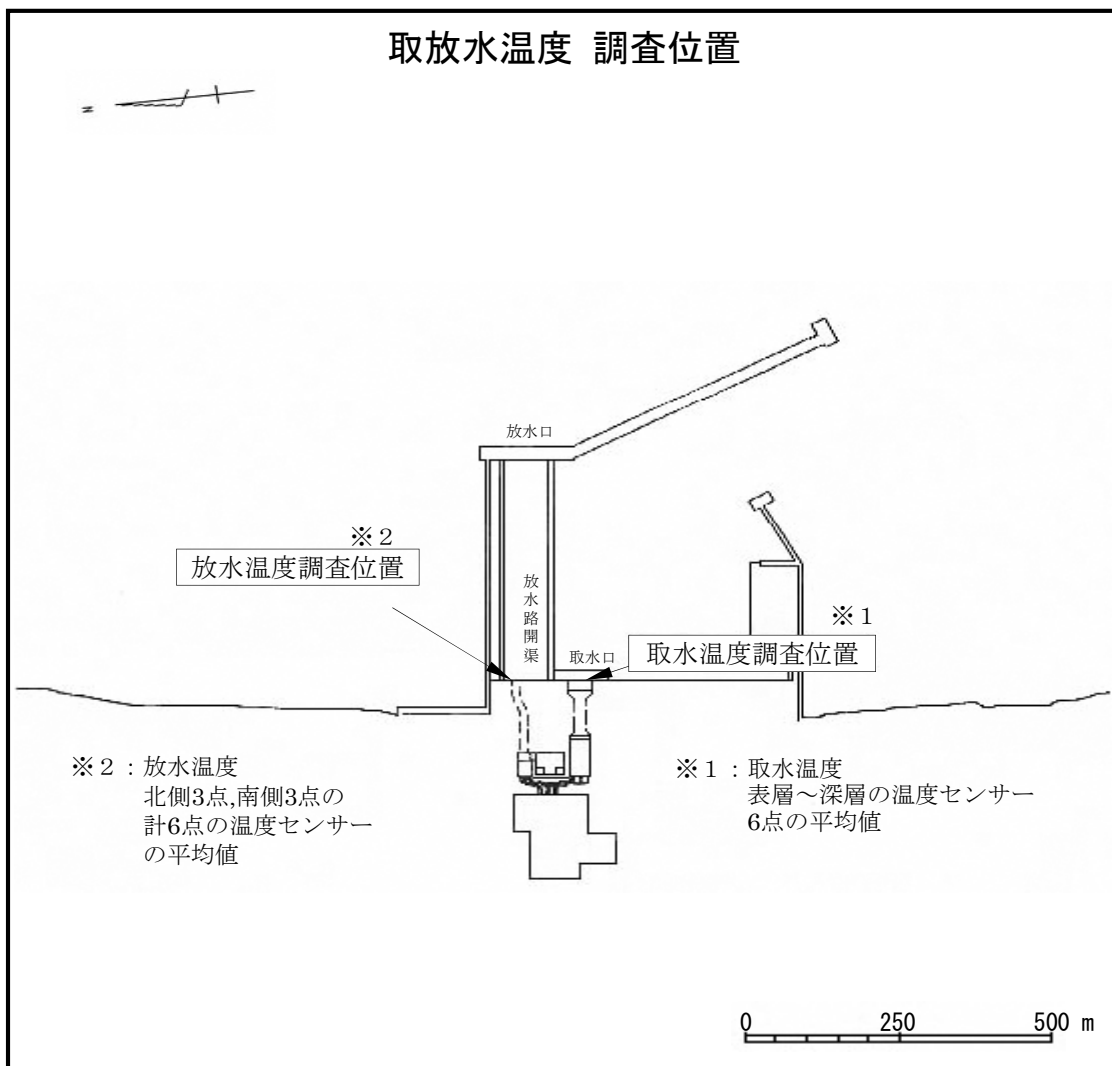 取放水温度 調査位置
N
放水口
※2
放水温度調査位置
放水路開渠
※1
取水口
取水温度調査位置
※2：放水温度
北側3点,南側3点の
計6点の温度センサー
の平均値
※1：取水温度
表層～深層の温度センサー
6点の平均値
0 250 500 m